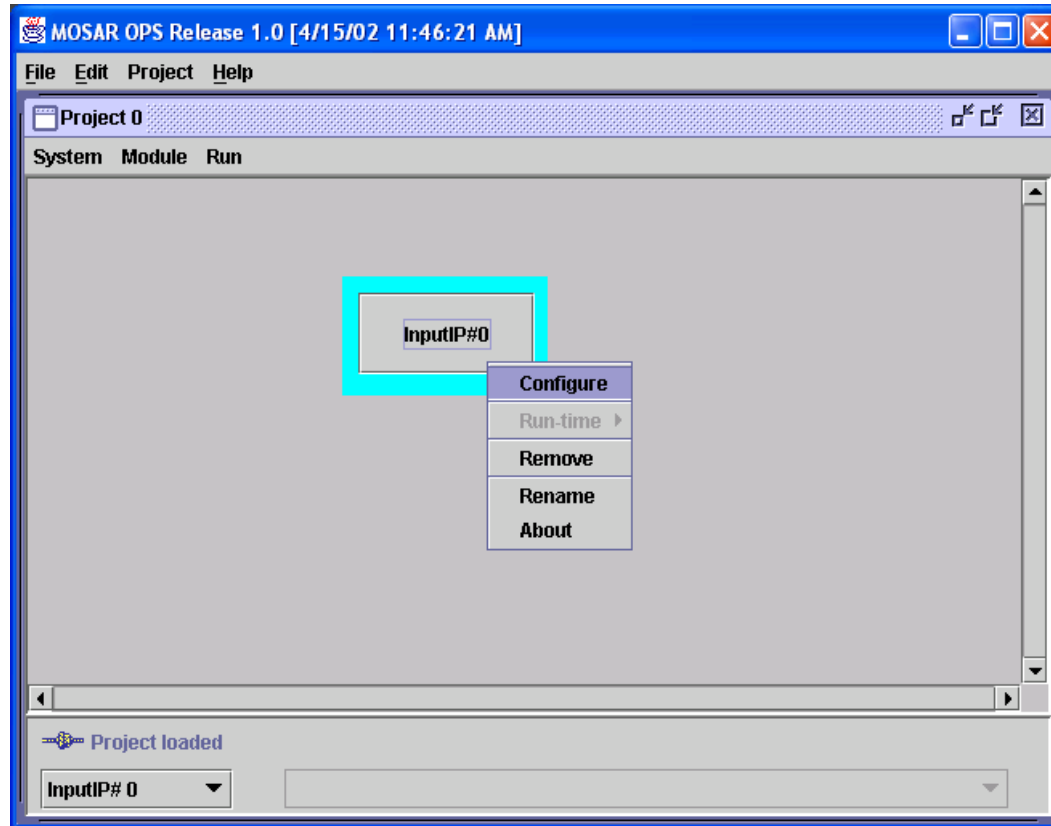 MOSAR OPS Release 1.0 [4/15/02 11:46:21 AM]
File Edit Project Help
Project 0
System Module Run
InputIP#0
Configure
Run-time
Remove
Rename
About
Project loaded
InputIP# 0